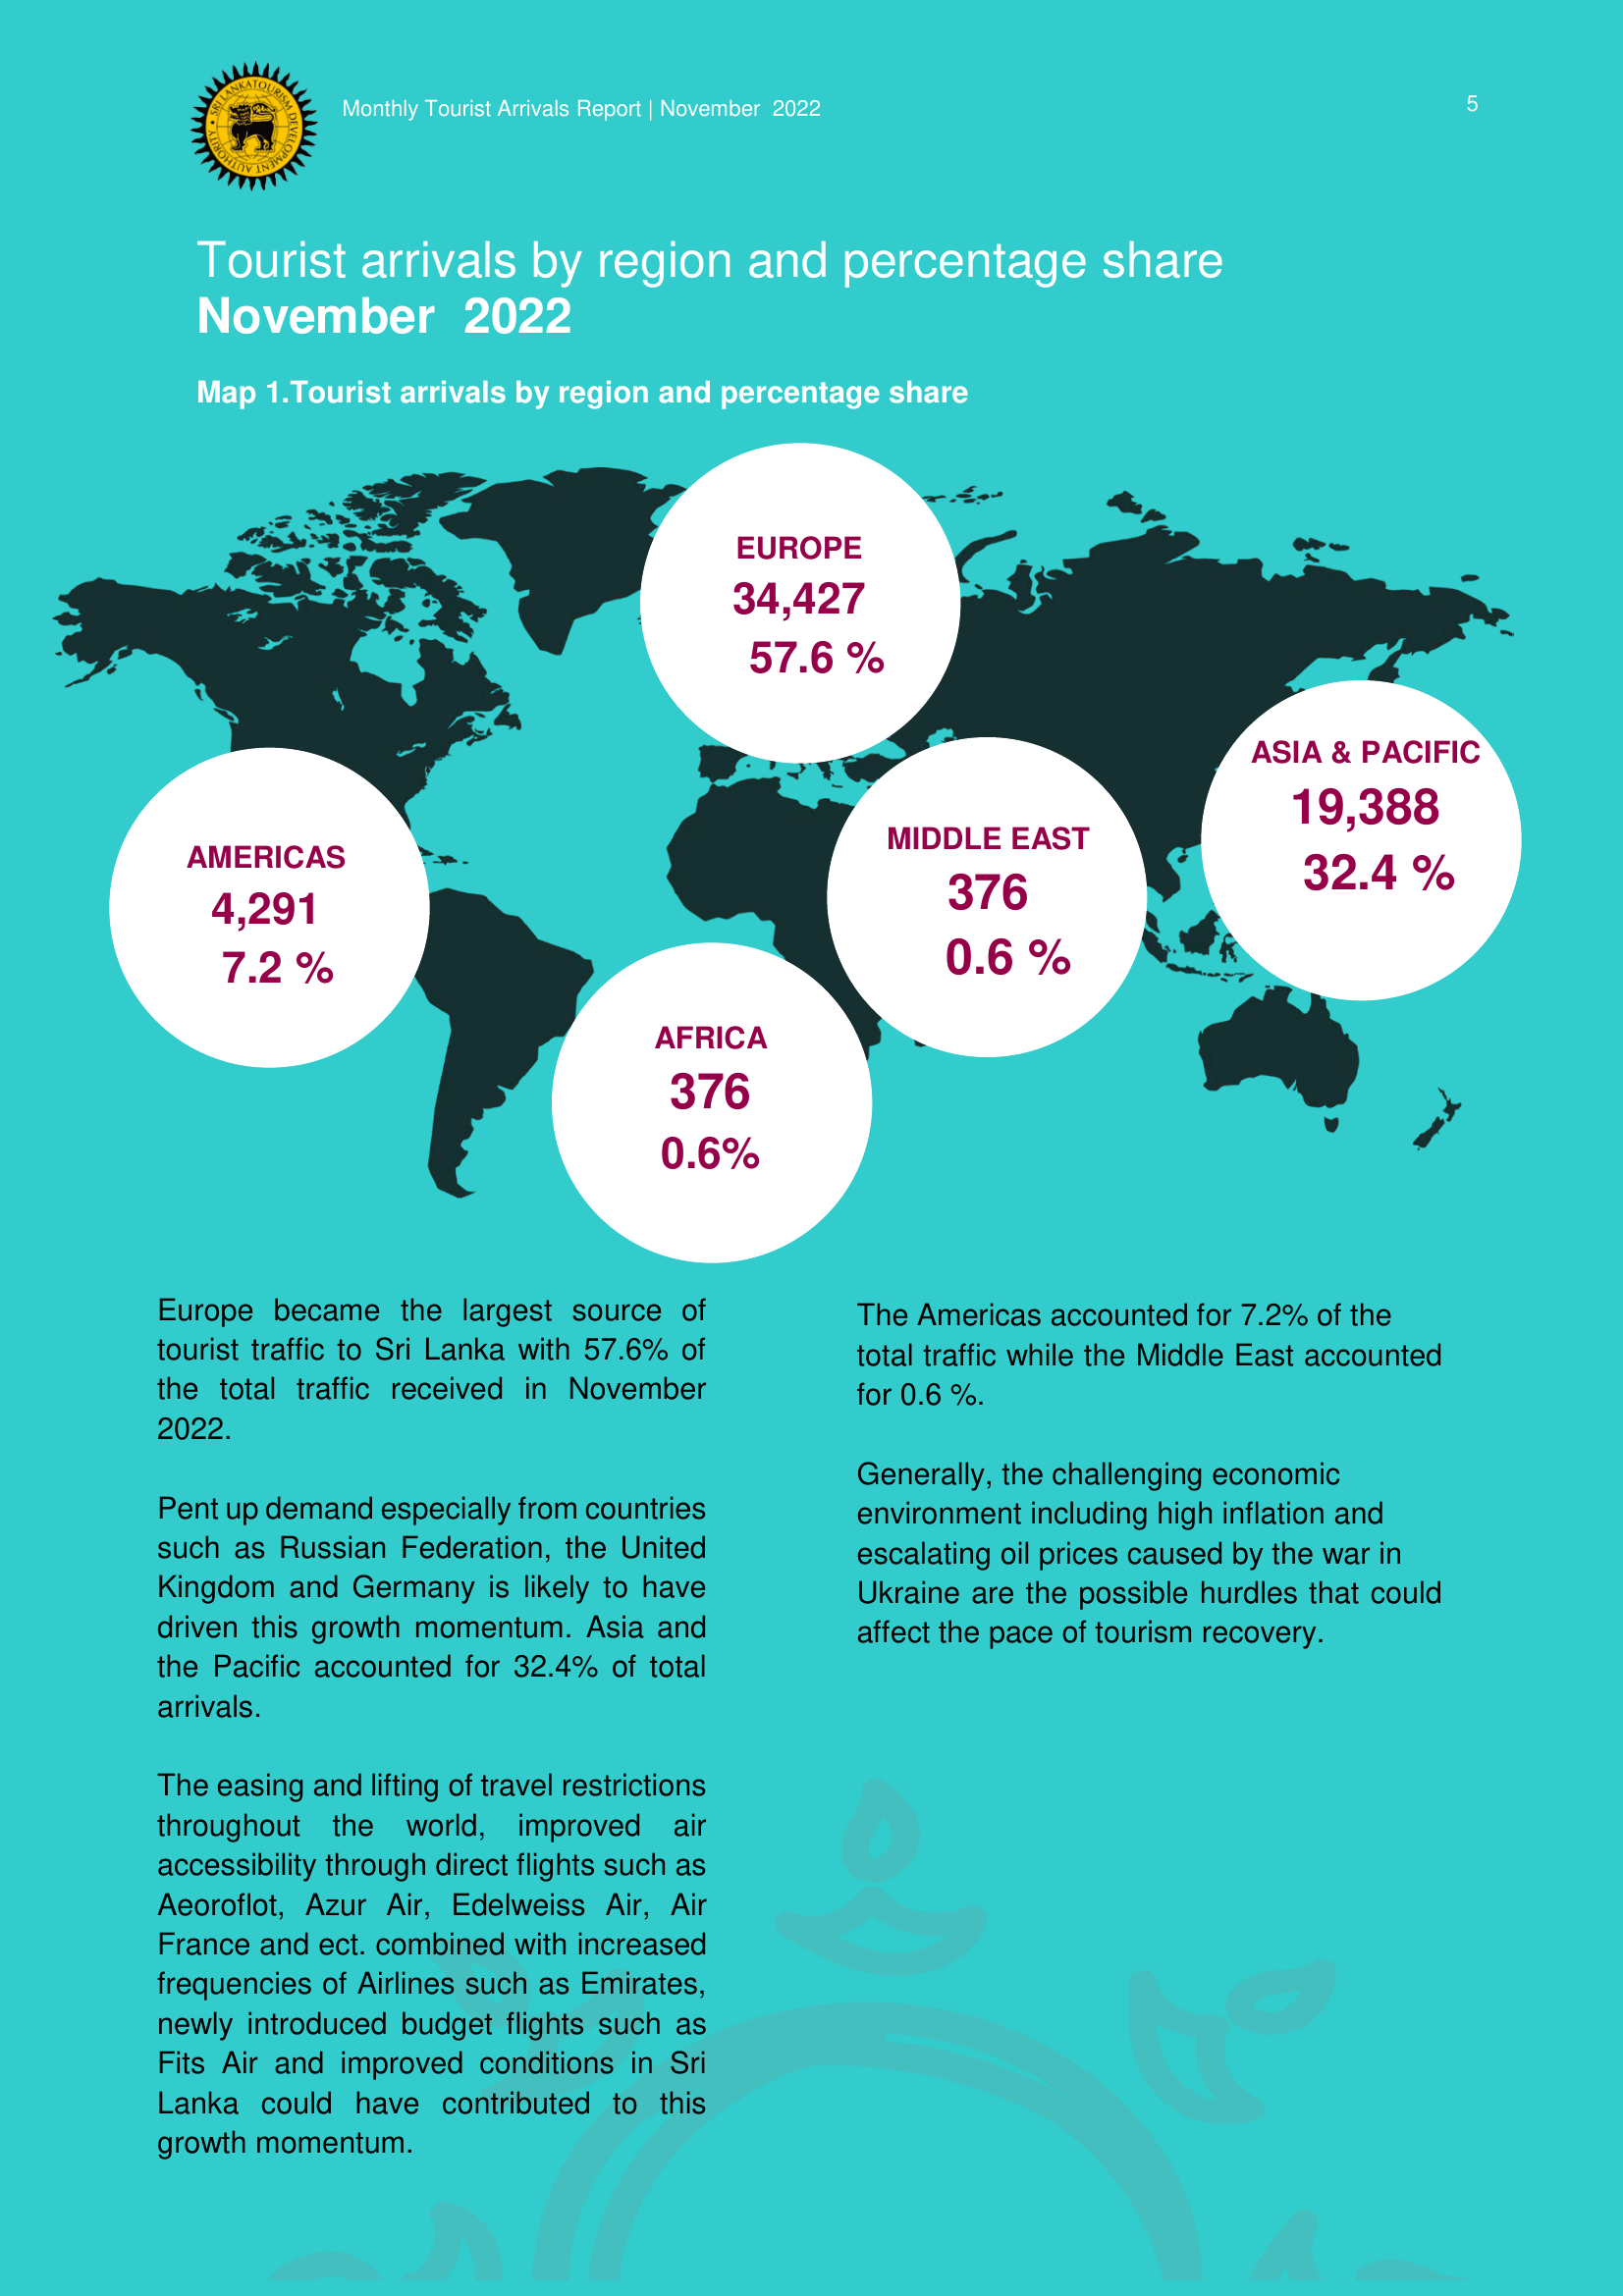 SRI LANKA TOURISM DEVELOPMENT AUTHORITY
Monthly Tourist Arrivals Report | November 2022
5
Tourist arrivals by region and percentage share
November 2022
Map 1.Tourist arrivals by region and percentage share
EUROPE
34,427
57.6 %
ASIA & PACIFIC
19,388
32.4 %
MIDDLE EAST
376
0.6 %
AMERICAS
4,291
7.2 %
AFRICA
376
0.6%
Europe became the largest source of
tourist traffic to Sri Lanka with 57.6% of
the total traffic received in November
2022.
Pent up demand especially from countries
such as Russian Federation, the United
Kingdom and Germany is likely to have
driven this growth momentum. Asia and
the Pacific accounted for 32.4% of total
arrivals.
The easing and lifting of travel restrictions
throughout the world, improved air
accessibility through direct flights such as
Aeoroflot, Azur Air, Edelweiss Air, Air
France and ect. combined with increased
frequencies of Airlines such as Emirates,
newly introduced budget flights such as
Fits Air and improved conditions in Sri
Lanka could have contributed to this
growth momentum.
The Americas accounted for 7.2% of the
total traffic while the Middle East accounted
for 0.6 %.
Generally, the challenging economic
environment including high inflation and
escalating oil prices caused by the war in
Ukraine are the possible hurdles that could
affect the pace of tourism recovery.